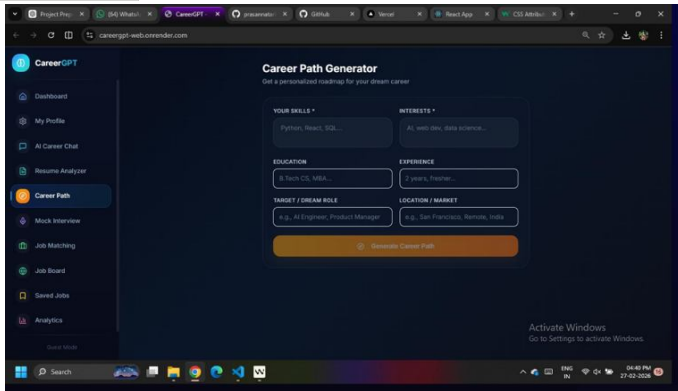 Project Prep
(64) WhatsA
CareerGPT -
prasannator
GitHub
Vercel
React App
CSS Attribut
careergpt-web.onrender.com
CareerGPT
Dashboard
My Profile
AI Career Chat
Resume Analyzer
Career Path
Mock Interview
Job Matching
Job Board
Saved Jobs
Analytics
Guest Mode
Career Path Generator
Get a personalized roadmap for your dream career
YOUR SKILLS * INTERESTS *
Python, React, SQL... AI, web dev, data science...
EDUCATION EXPERIENCE
B.Tech CS, MBA... 2 years, fresher...
TARGET / DREAM ROLE LOCATION / MARKET
e.g., AI Engineer, Product Manager e.g., San Francisco, Remote, India
Generate Career Path
Activate Windows
Go to Settings to activate Windows.
Search
ENG
IN
04:40 PM
27-02-2026